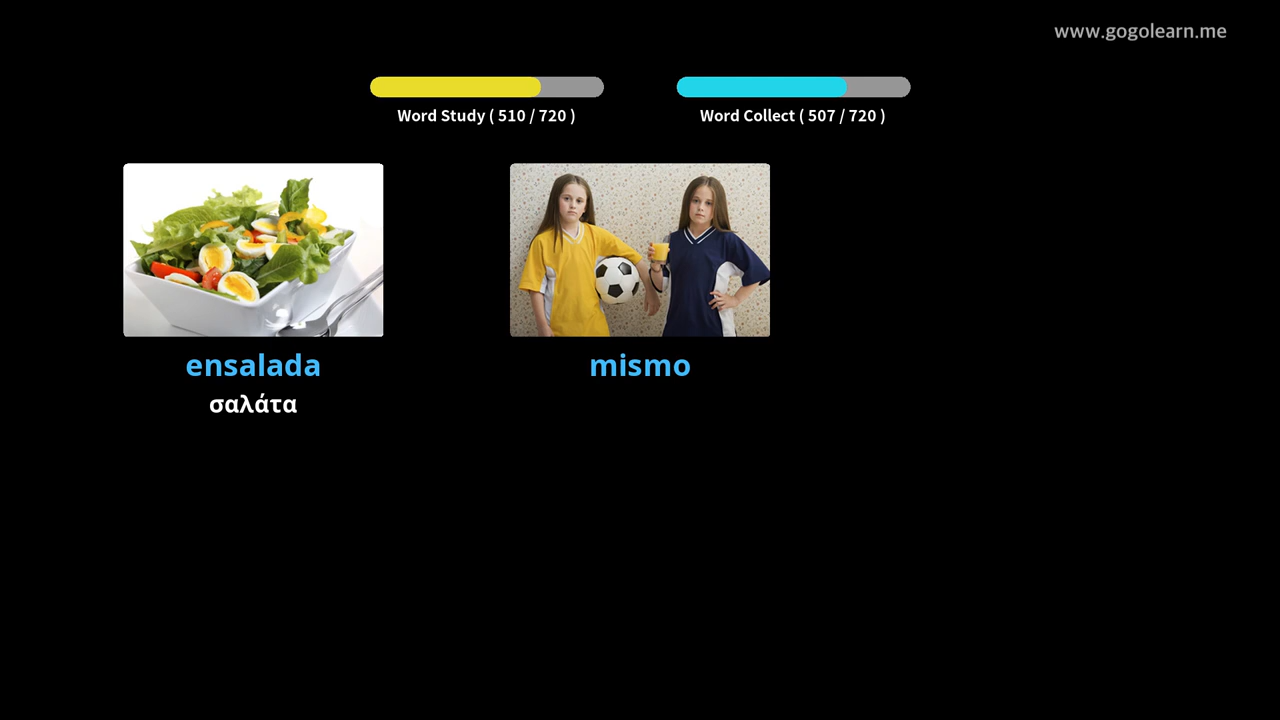 www.gogolearn.me
Word Study ( 510 / 720 )
Word Collect ( 507 / 720 )
ensalada
mismo
σαλάτα